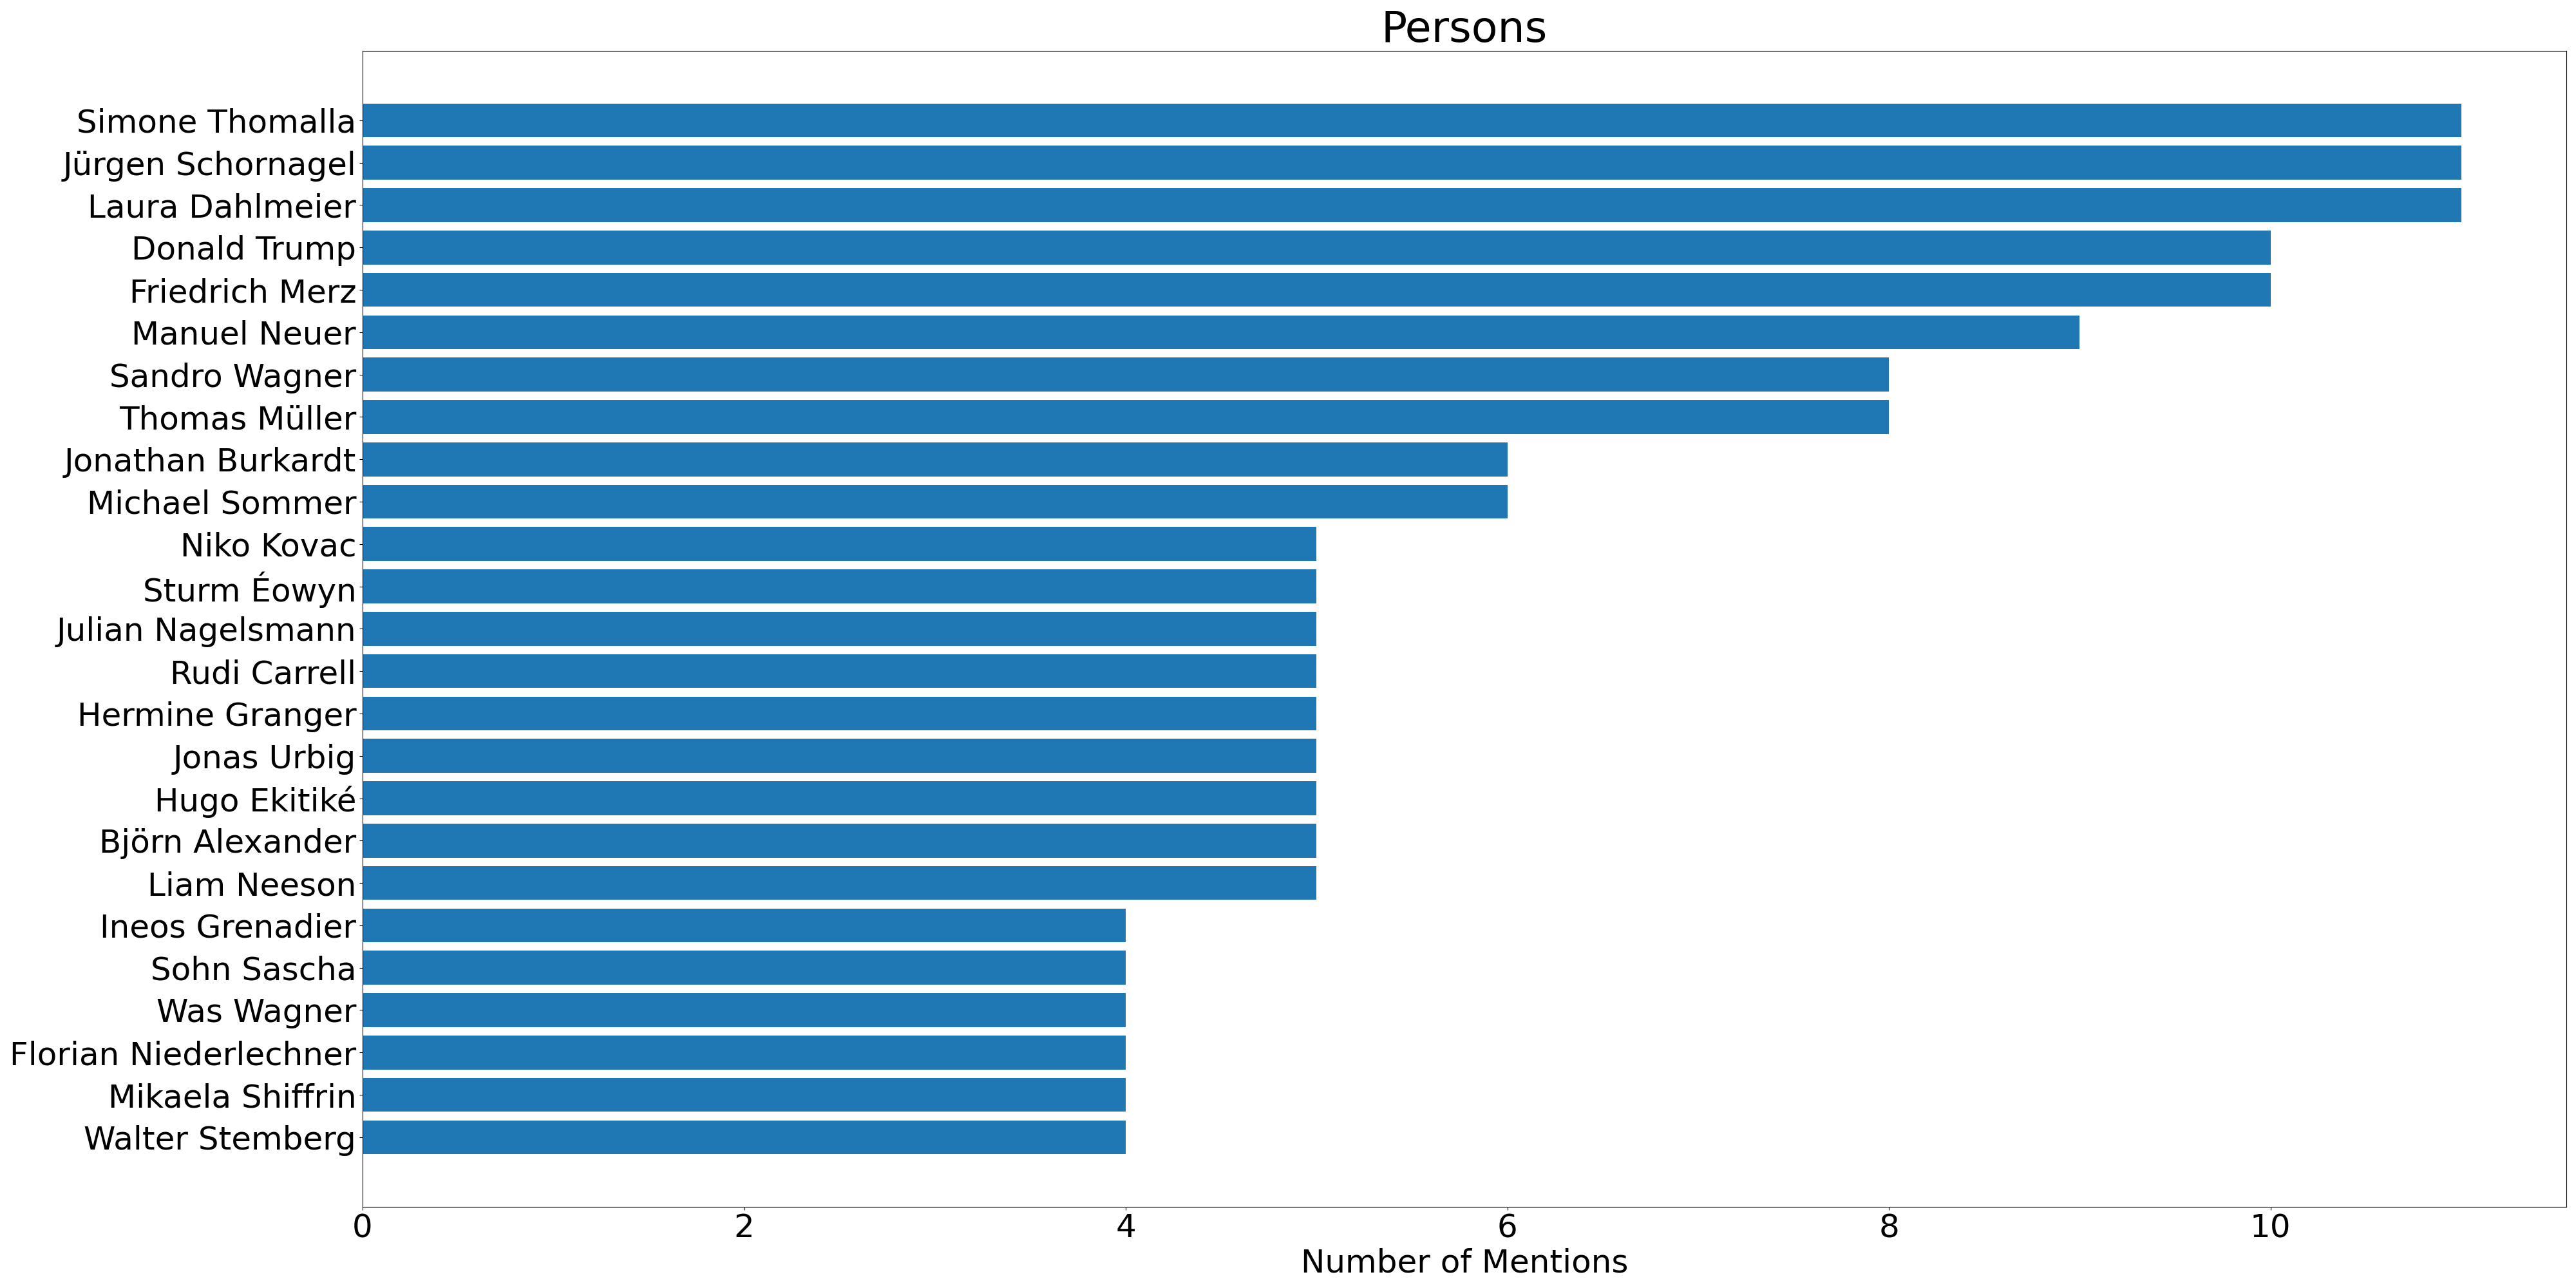 Persons
Simone Thomalla
Jürgen Schornagel
Laura Dahlmeier
Donald Trump
Friedrich Merz
Manuel Neuer
Sandro Wagner
Thomas Müller
Jonathan Burkardt
Michael Sommer
Niko Kovac
Sturm Éowyn
Julian Nagelsmann
Rudi Carrell
Hermine Granger
Jonas Urbig
Hugo Ekitiké
Björn Alexander
Liam Neeson
Ineos Grenadier
Sohn Sascha
Was Wagner
Florian Niederlechner
Mikaela Shiffrin
Walter Stemberg
0 2 4 6 8 10
Number of Mentions